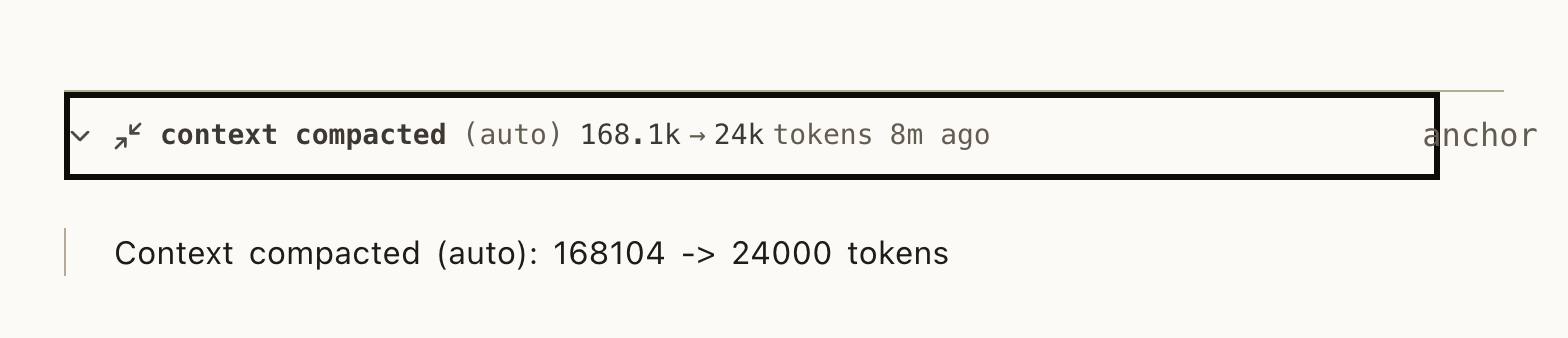 context compacted (auto) 168.1k → 24k tokens 8m ago anchor
Context compacted (auto): 168104 -> 24000 tokens